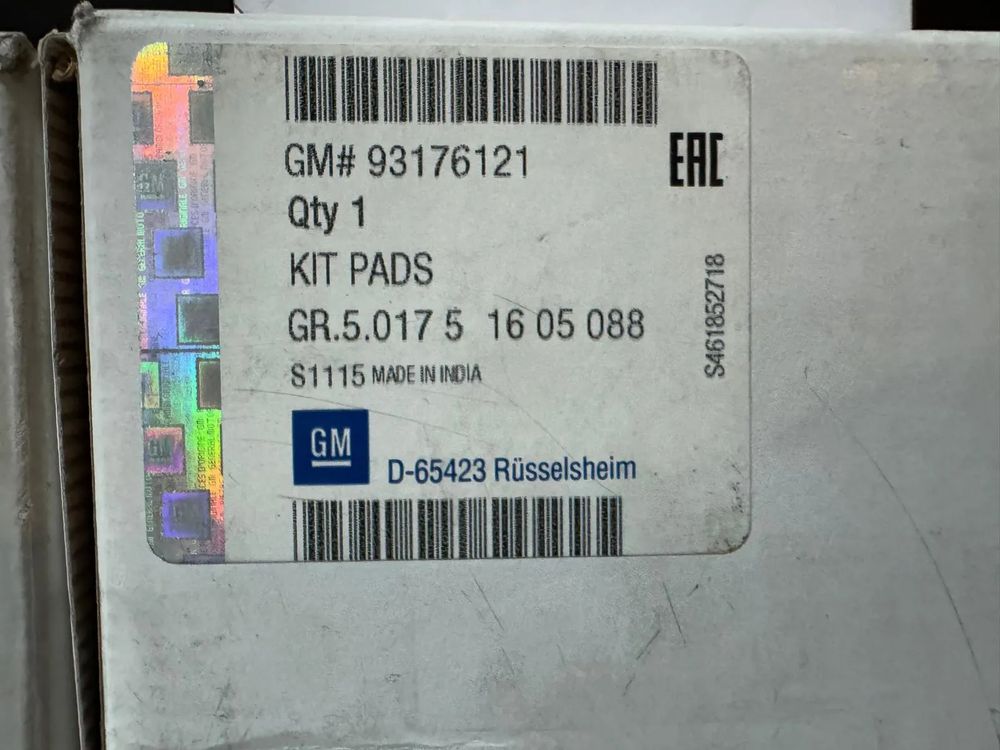 GM# 93176121
EAC
Qty 1
KIT PADS
GR.5.017 5 16 05 088
S1115 MADE IN INDIA
S461852718
GM
D-65423 Rüsselsheim